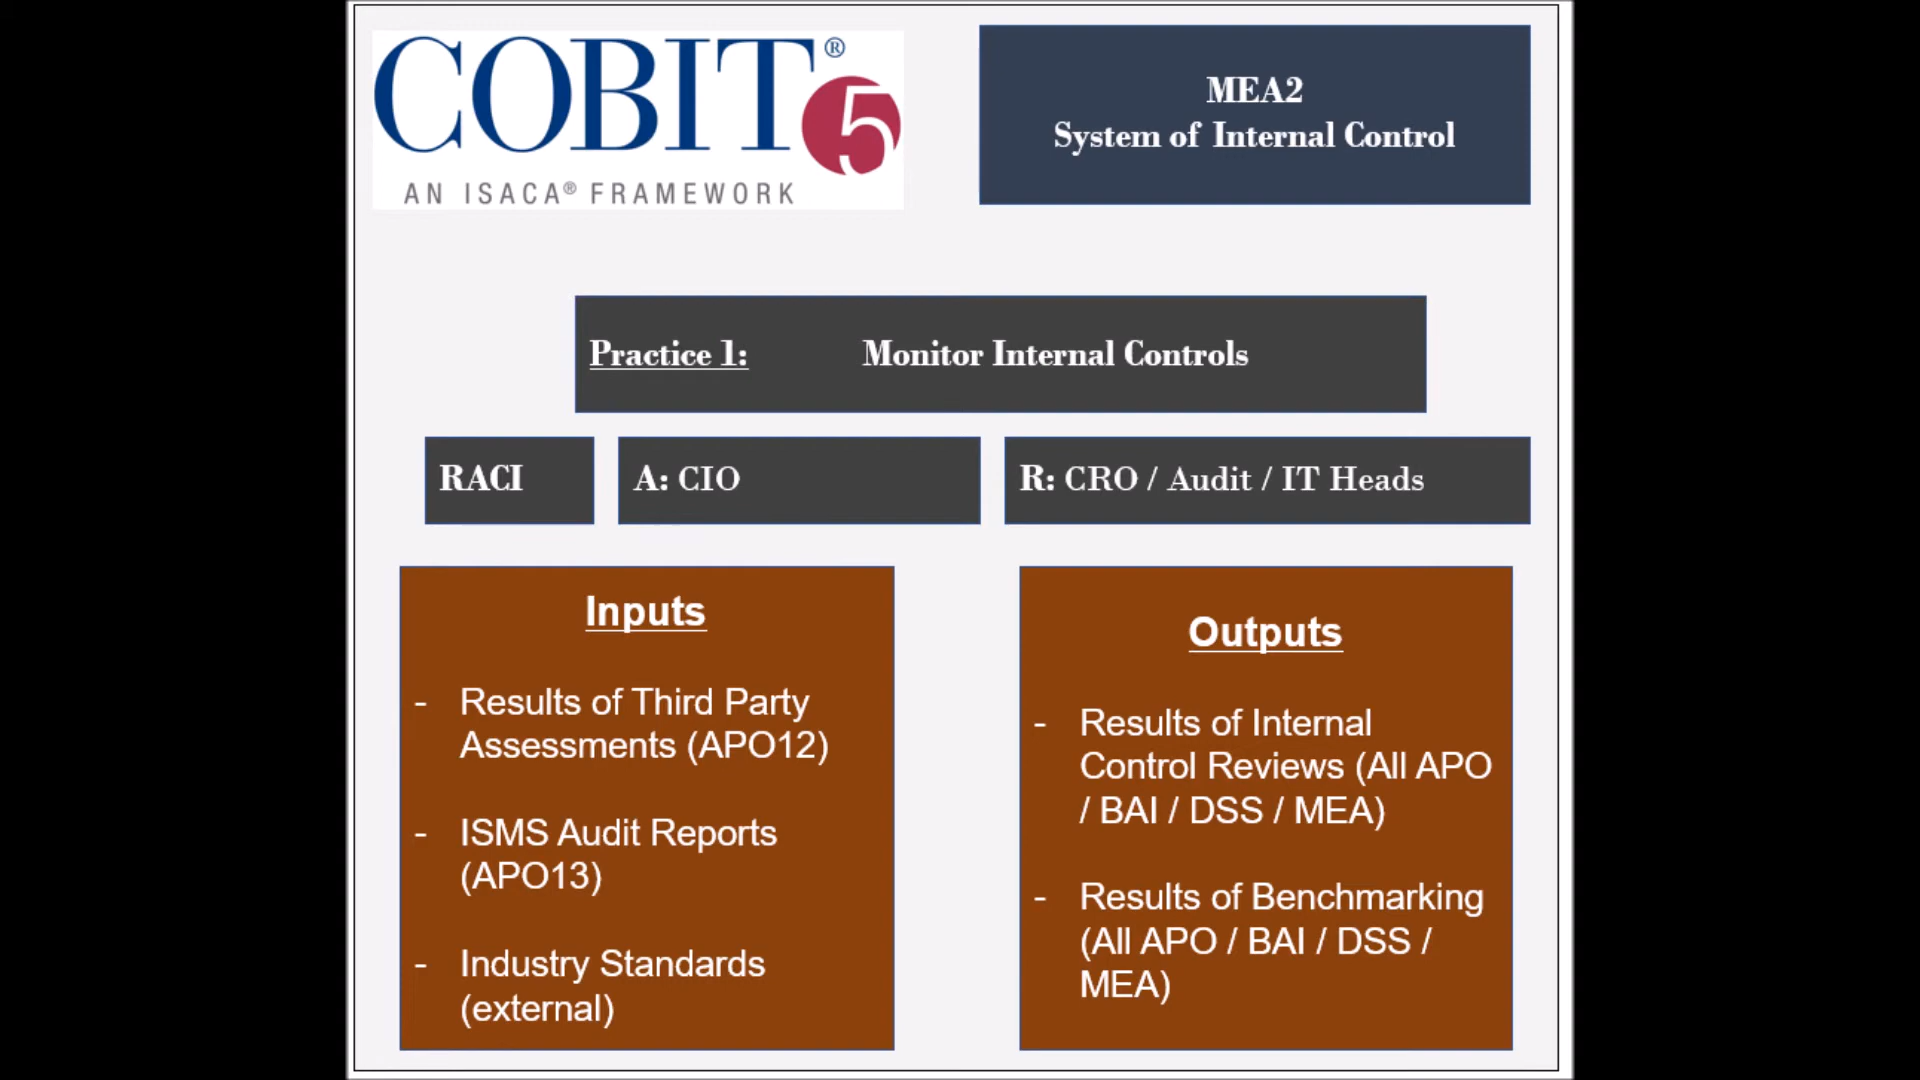 COBIT® 5
AN ISACA® FRAMEWORK
MEA2
System of Internal Control
Practice 1: Monitor Internal Controls
RACI
A: CIO
R: CRO / Audit / IT Heads
Inputs
- Results of Third Party
Assessments (APO12)
- ISMS Audit Reports
(APO13)
- Industry Standards
(external)
Outputs
- Results of Internal
Control Reviews (All APO
/ BAI / DSS / MEA)
- Results of Benchmarking
(All APO / BAI / DSS /
MEA)